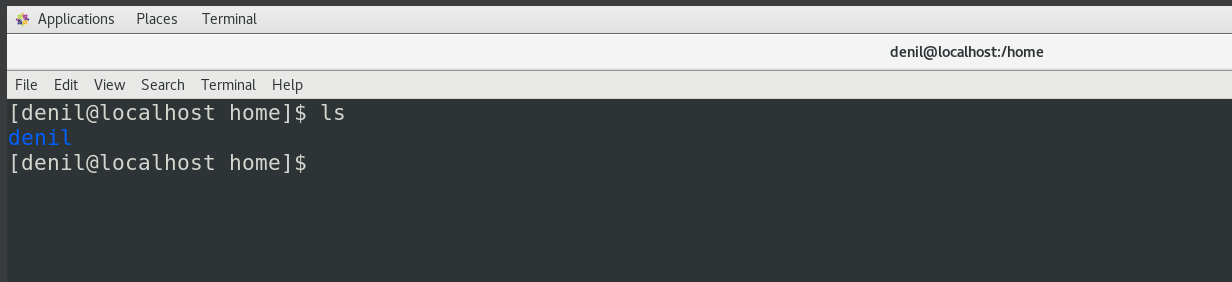 Applications Places Terminal
denil@localhost:/home
File Edit View Search Terminal Help
[denil@localhost home]$ ls
denil
[denil@localhost home]$